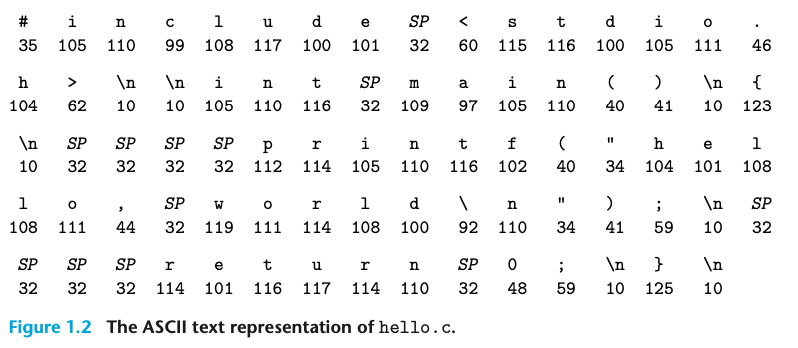 # i n c l u d e SP < s t d i o .
35 105 110 99 108 117 100 101 32 60 115 116 100 105 111 46
h > \n \n i n t SP m a i n ( ) \n {
104 62 10 10 105 110 116 32 109 97 105 110 40 41 10 123
\n SP SP SP SP p r i n t f ( " h e l
10 32 32 32 32 112 114 105 110 116 102 40 34 104 101 108
l o , SP w o r l d \ n " ) ; \n SP
108 111 44 32 119 111 114 108 100 92 110 34 41 59 10 32
SP SP SP r e t u r n SP 0 ; \n } \n
32 32 32 114 101 116 117 114 110 32 48 59 10 125 10
Figure 1.2 The ASCII text representation of hello.c.